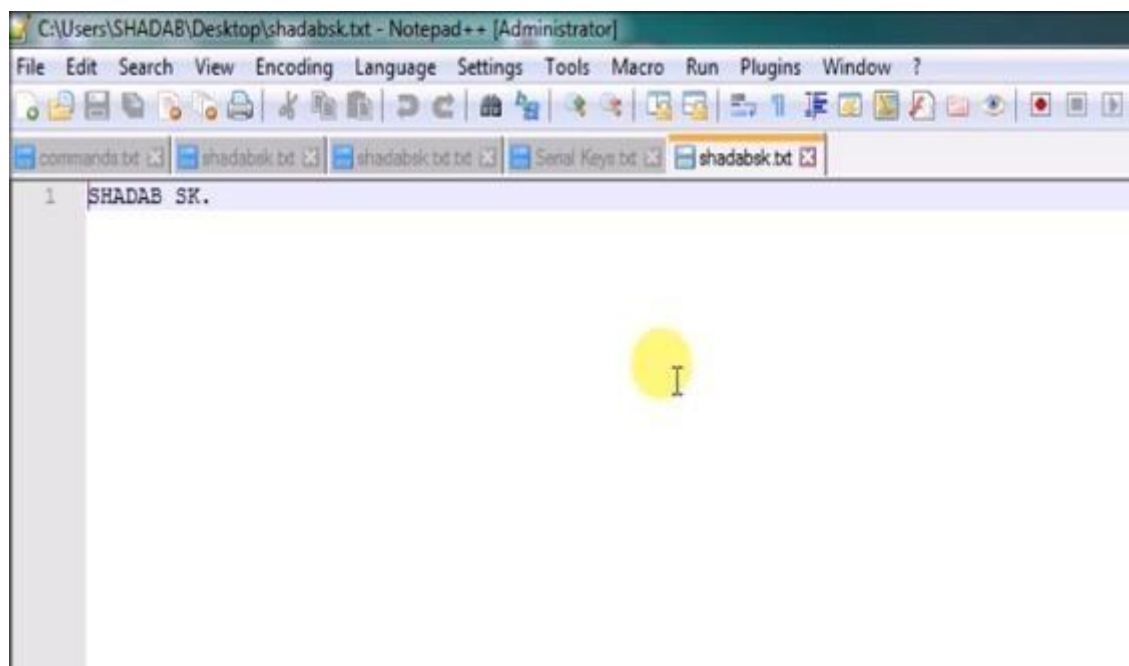 C:\Users\SHADAB\Desktop\shadabsk.txt - Notepad++ [Administrator]
File Edit Search View Encoding Language Settings Tools Macro Run Plugins Window ?
commands.txt shadabsk.txt shadabsk.txt.txt Serial Keys.txt shadabsk.txt
1 SHADAB SK.